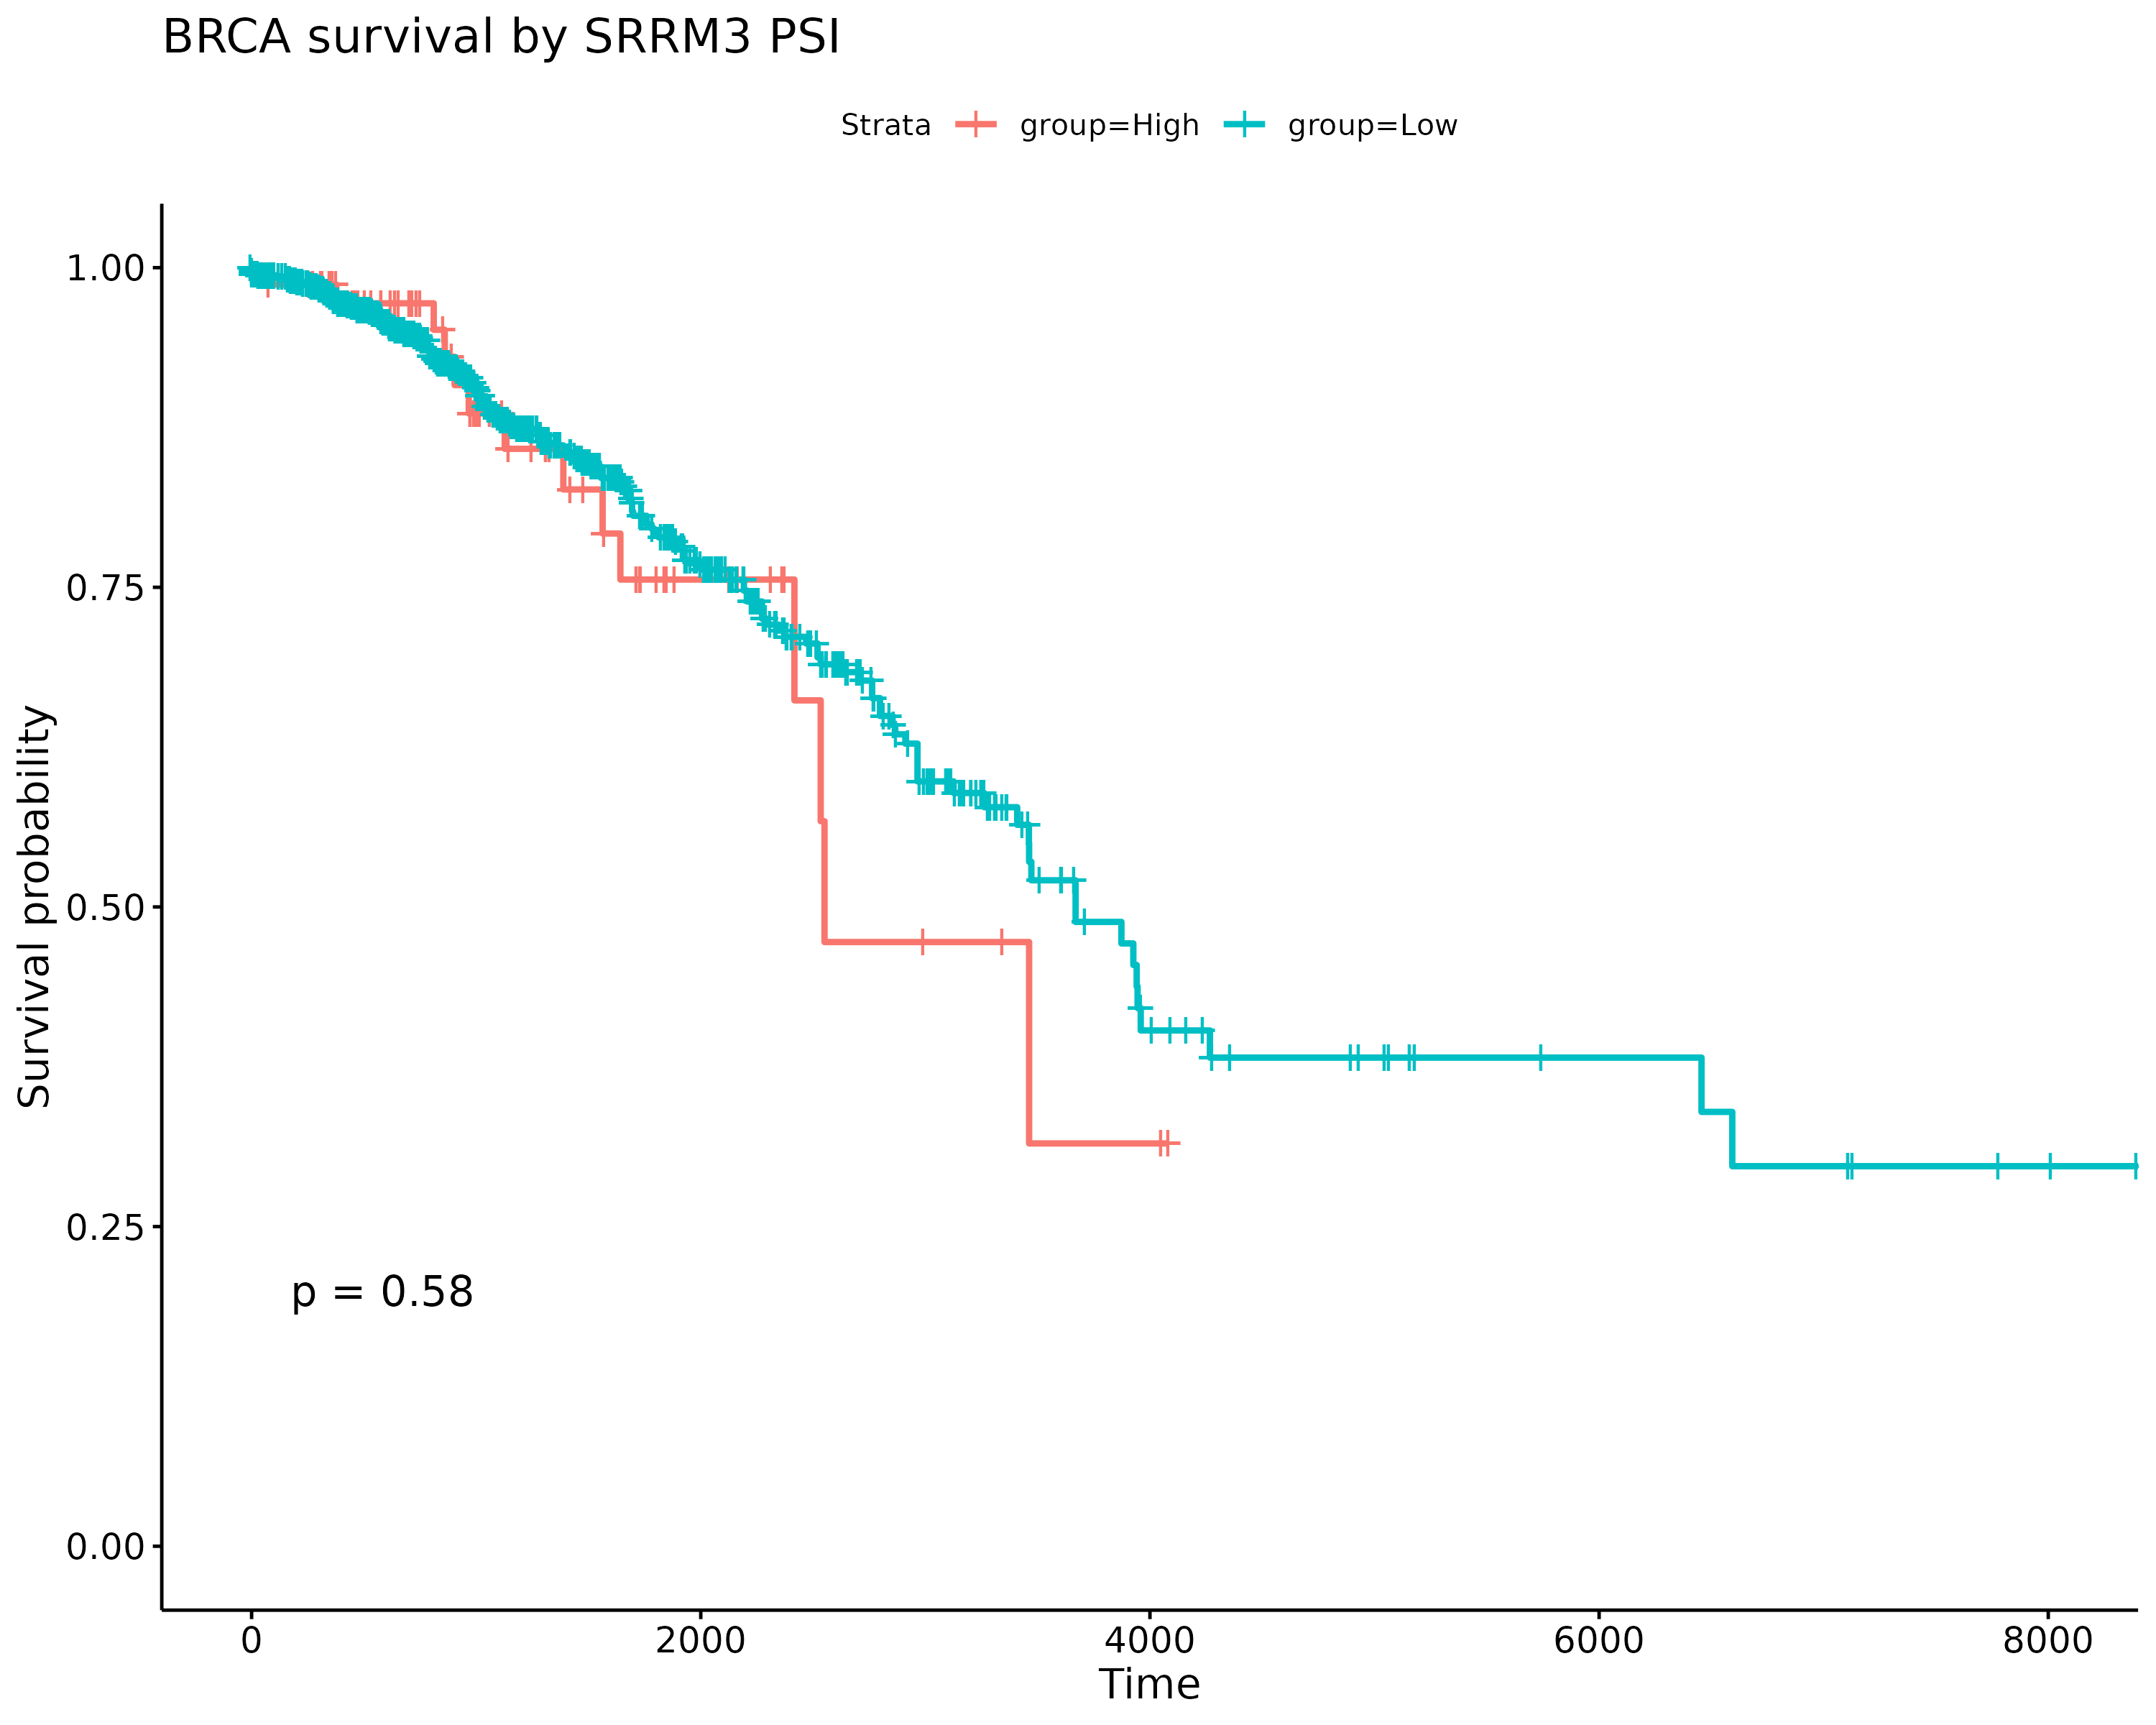 BRCA survival by SRRM3 PSI
Strata group=High group=Low
Survival probability
1.00
0.75
0.50
0.25
0.00
p = 0.58
0 2000 4000 6000 8000
Time